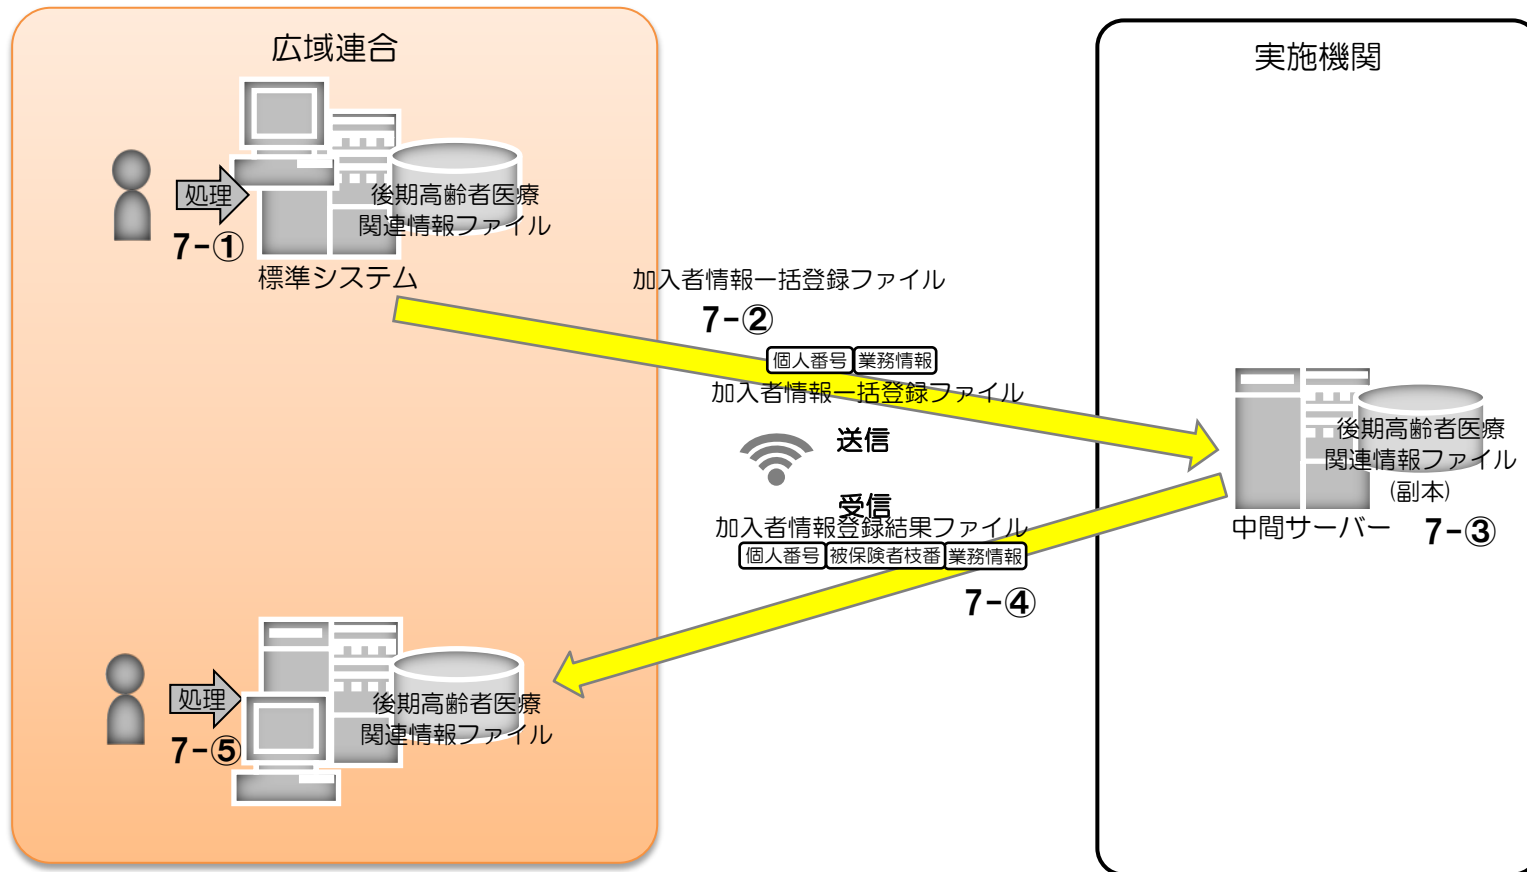 広域連合
実施機関
処理
後期高齢者医療
関連情報ファイル
7-①
標準システム
加入者情報一括登録ファイル
7-②
個人番号 業務情報
加入者情報一括登録ファイル
送信
後期高齢者医療
関連情報ファイル
(副本)
中間サーバー
7-③
受信
加入者情報登録結果ファイル
個人番号 被保険者枝番 業務情報
7-④
処理
後期高齢者医療
関連情報ファイル
7-⑤